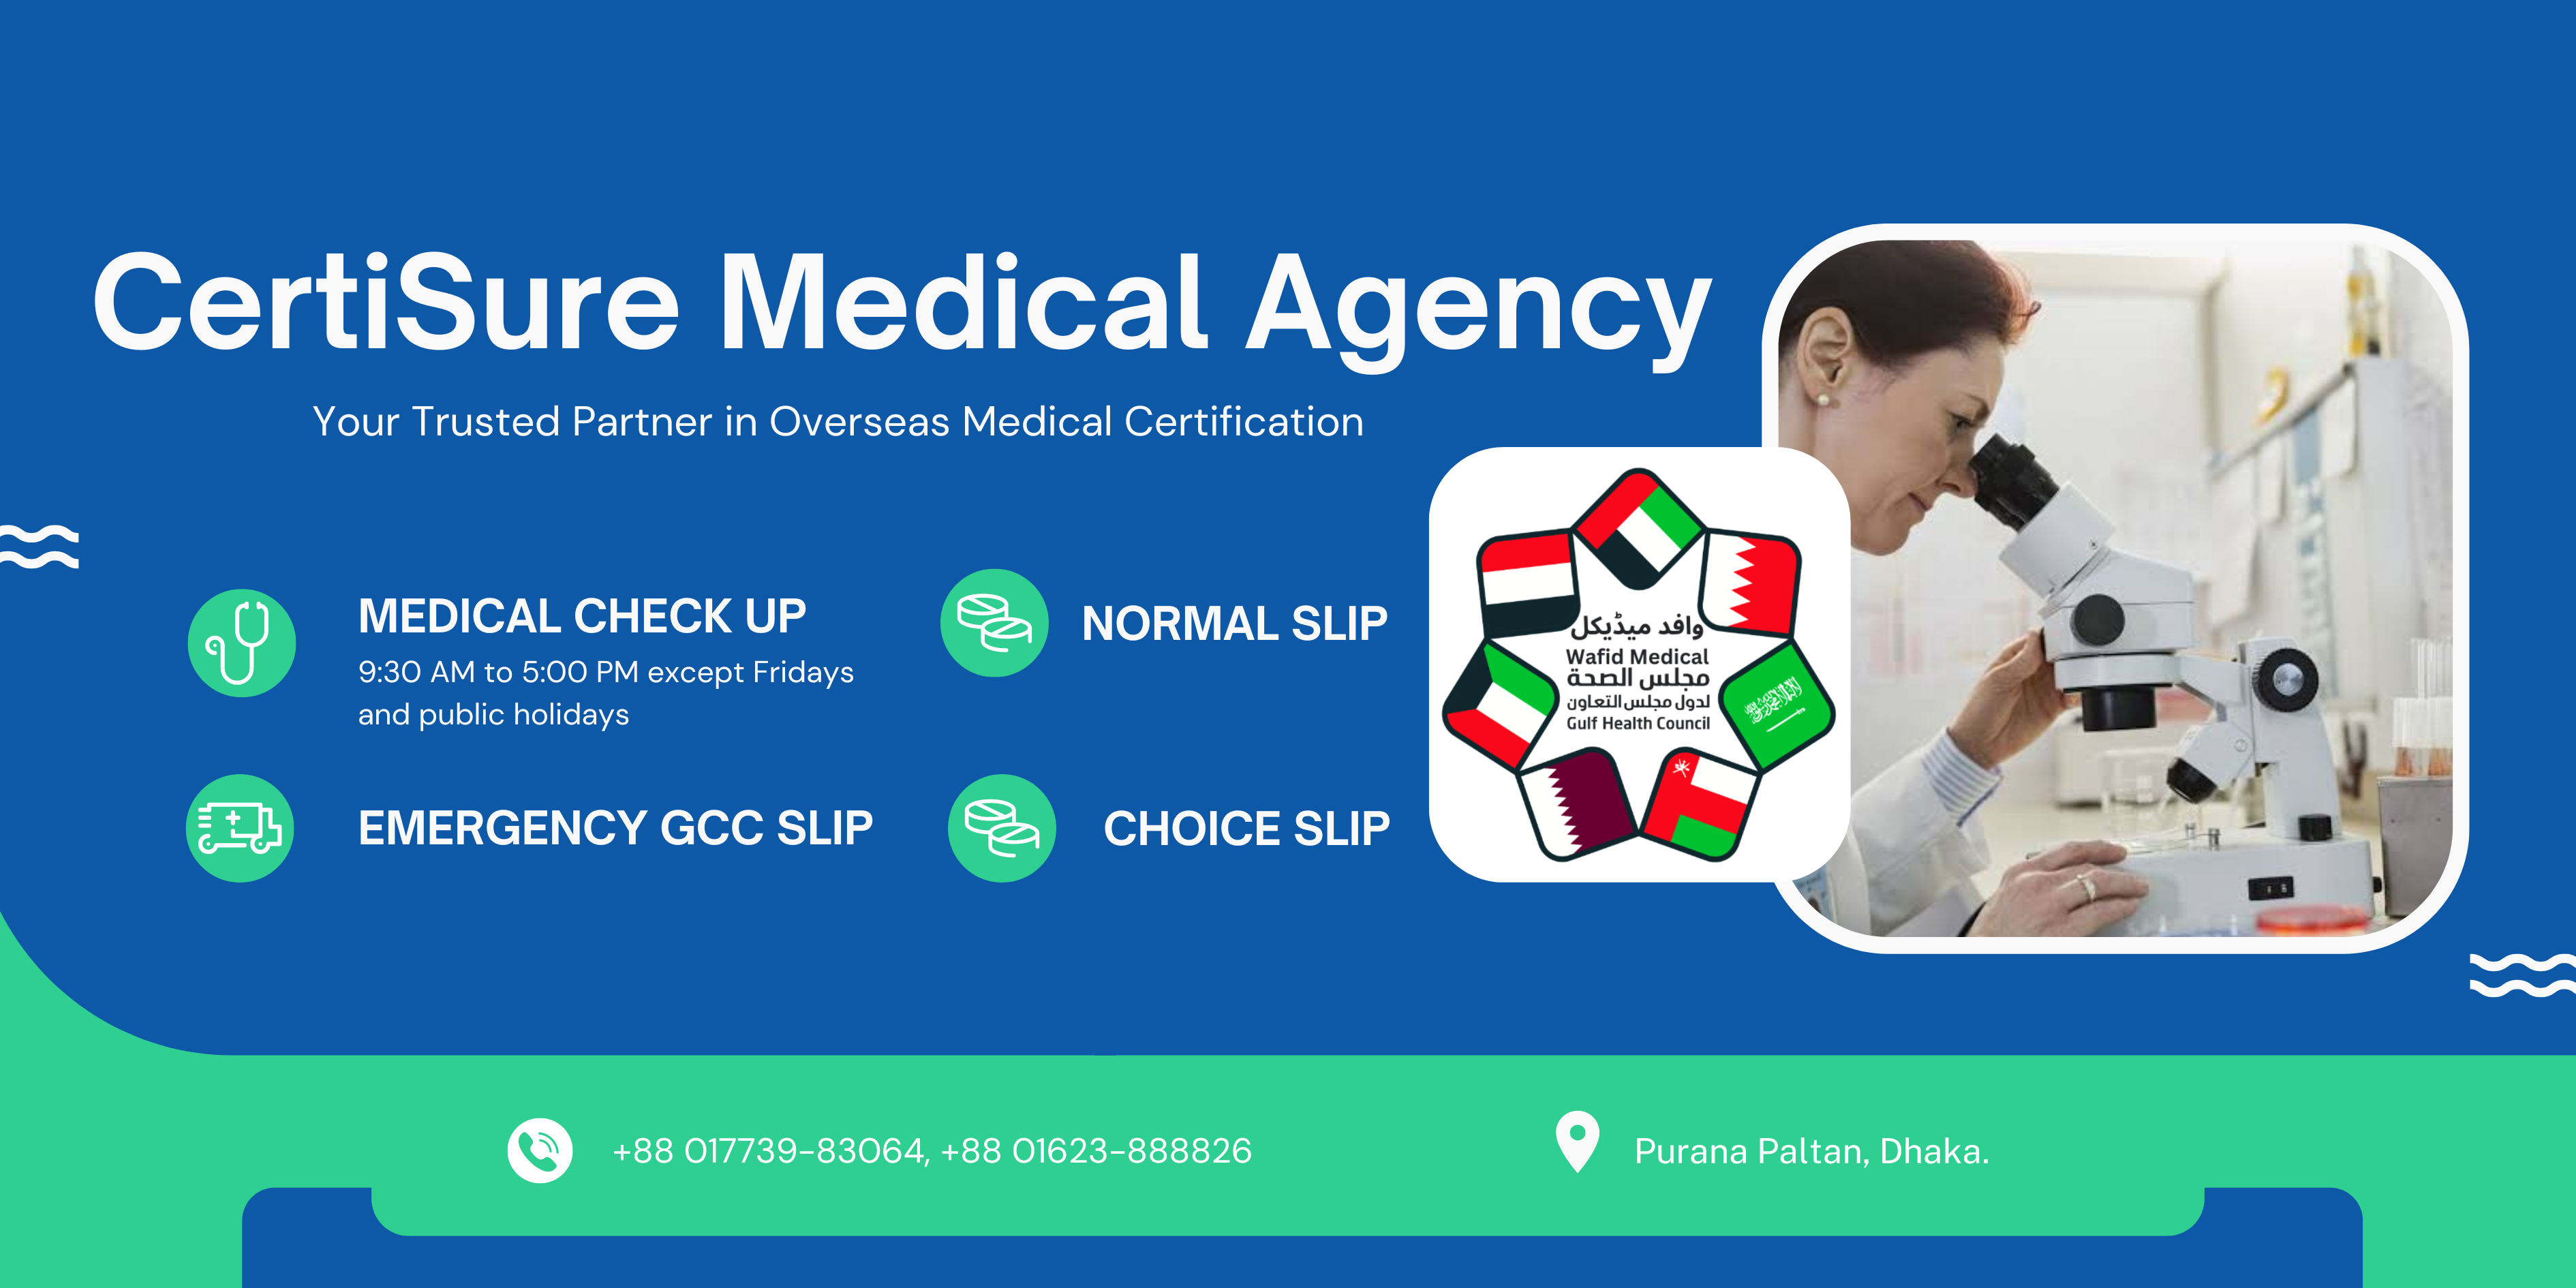 CertiSure Medical Agency
Your Trusted Partner in Overseas Medical Certification
MEDICAL CHECK UP
9:30 AM to 5:00 PM except Fridays
and public holidays
NORMAL SLIP
EMERGENCY GCC SLIP
CHOICE SLIP
وافد ميڈيكل
Wafid Medical
مجلس الصحة
لدول مجلس التعاون
Gulf Health Council
+88 017739-83064, +88 01623-888826
Purana Paltan, Dhaka.